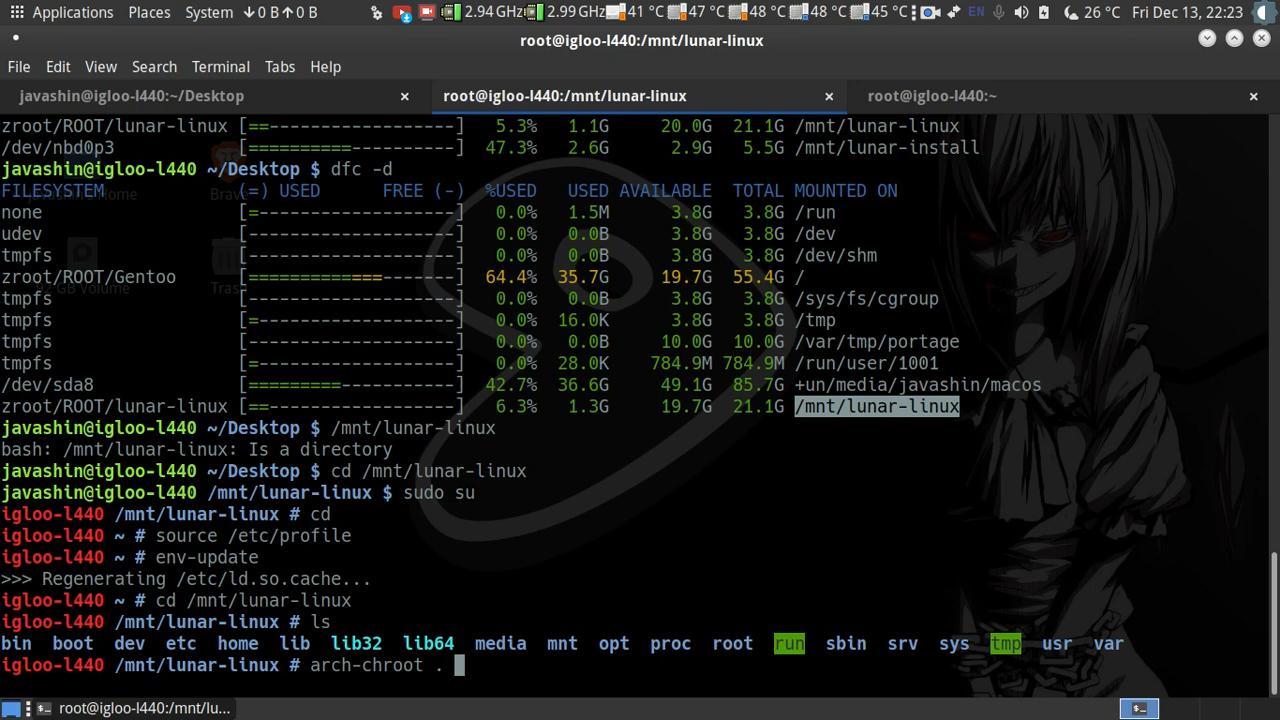 Applications Places System ↓0 B↑0 B 2.94 GHz 2.99 GHz 41 °C 47 °C 48 °C 48 °C 45 °C EN 26 °C Fri Dec 13, 22:23
root@igloo-l440:/mnt/lunar-linux
File Edit View Search Terminal Tabs Help
javashin@igloo-l440:~/Desktop × root@igloo-l440:/mnt/lunar-linux × root@igloo-l440:~ ×
zroot/ROOT/lunar-linux [==-------------------] 5.3% 1.1G 20.0G 21.1G /mnt/lunar-linux
/dev/nbd0p3 [==========-----------] 47.3% 2.6G 2.9G 5.5G /mnt/lunar-install
javashin@igloo-l440 ~/Desktop $ dfc -d
FILESYSTEM (=) USED FREE (-) %USED USED AVAILABLE TOTAL MOUNTED ON
none [=--------------------] 0.0% 1.5M 3.8G 3.8G /run
udev [---------------------] 0.0% 0.0B 3.8G 3.8G /dev
tmpfs [---------------------] 0.0% 0.0B 3.8G 3.8G /dev/shm
zroot/ROOT/Gentoo [==============-------] 64.4% 35.7G 19.7G 55.4G /
tmpfs [---------------------] 0.0% 0.0B 3.8G 3.8G /sys/fs/cgroup
tmpfs [=--------------------] 0.0% 16.0K 3.8G 3.8G /tmp
tmpfs [---------------------] 0.0% 0.0B 10.0G 10.0G /var/tmp/portage
tmpfs [=--------------------] 0.0% 28.0K 784.9M 784.9M /run/user/1001
/dev/sda8 [=========------------] 42.7% 36.6G 49.1G 85.7G +un/media/javashin/macos
zroot/ROOT/lunar-linux [==-------------------] 6.3% 1.3G 19.7G 21.1G /mnt/lunar-linux
javashin@igloo-l440 ~/Desktop $ /mnt/lunar-linux
bash: /mnt/lunar-linux: Is a directory
javashin@igloo-l440 ~/Desktop $ cd /mnt/lunar-linux
javashin@igloo-l440 /mnt/lunar-linux $ sudo su
igloo-l440 /mnt/lunar-linux # cd
igloo-l440 ~ # source /etc/profile
igloo-l440 ~ # env-update
>>> Regenerating /etc/ld.so.cache...
igloo-l440 ~ # cd /mnt/lunar-linux
igloo-l440 /mnt/lunar-linux # ls
bin boot dev etc home lib lib32 lib64 media mnt opt proc root run sbin srv sys tmp usr var
igloo-l440 /mnt/lunar-linux # arch-chroot .
root@igloo-l440:/mnt/lu...